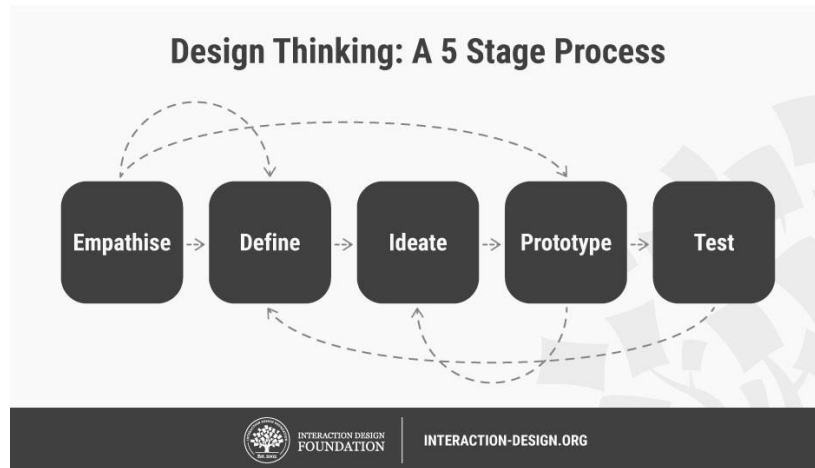 Design Thinking: A 5 Stage Process
Empathise
Define
Ideate
Prototype
Test
INTERACTION DESIGN
FOUNDATION
INTERACTION-DESIGN.ORG